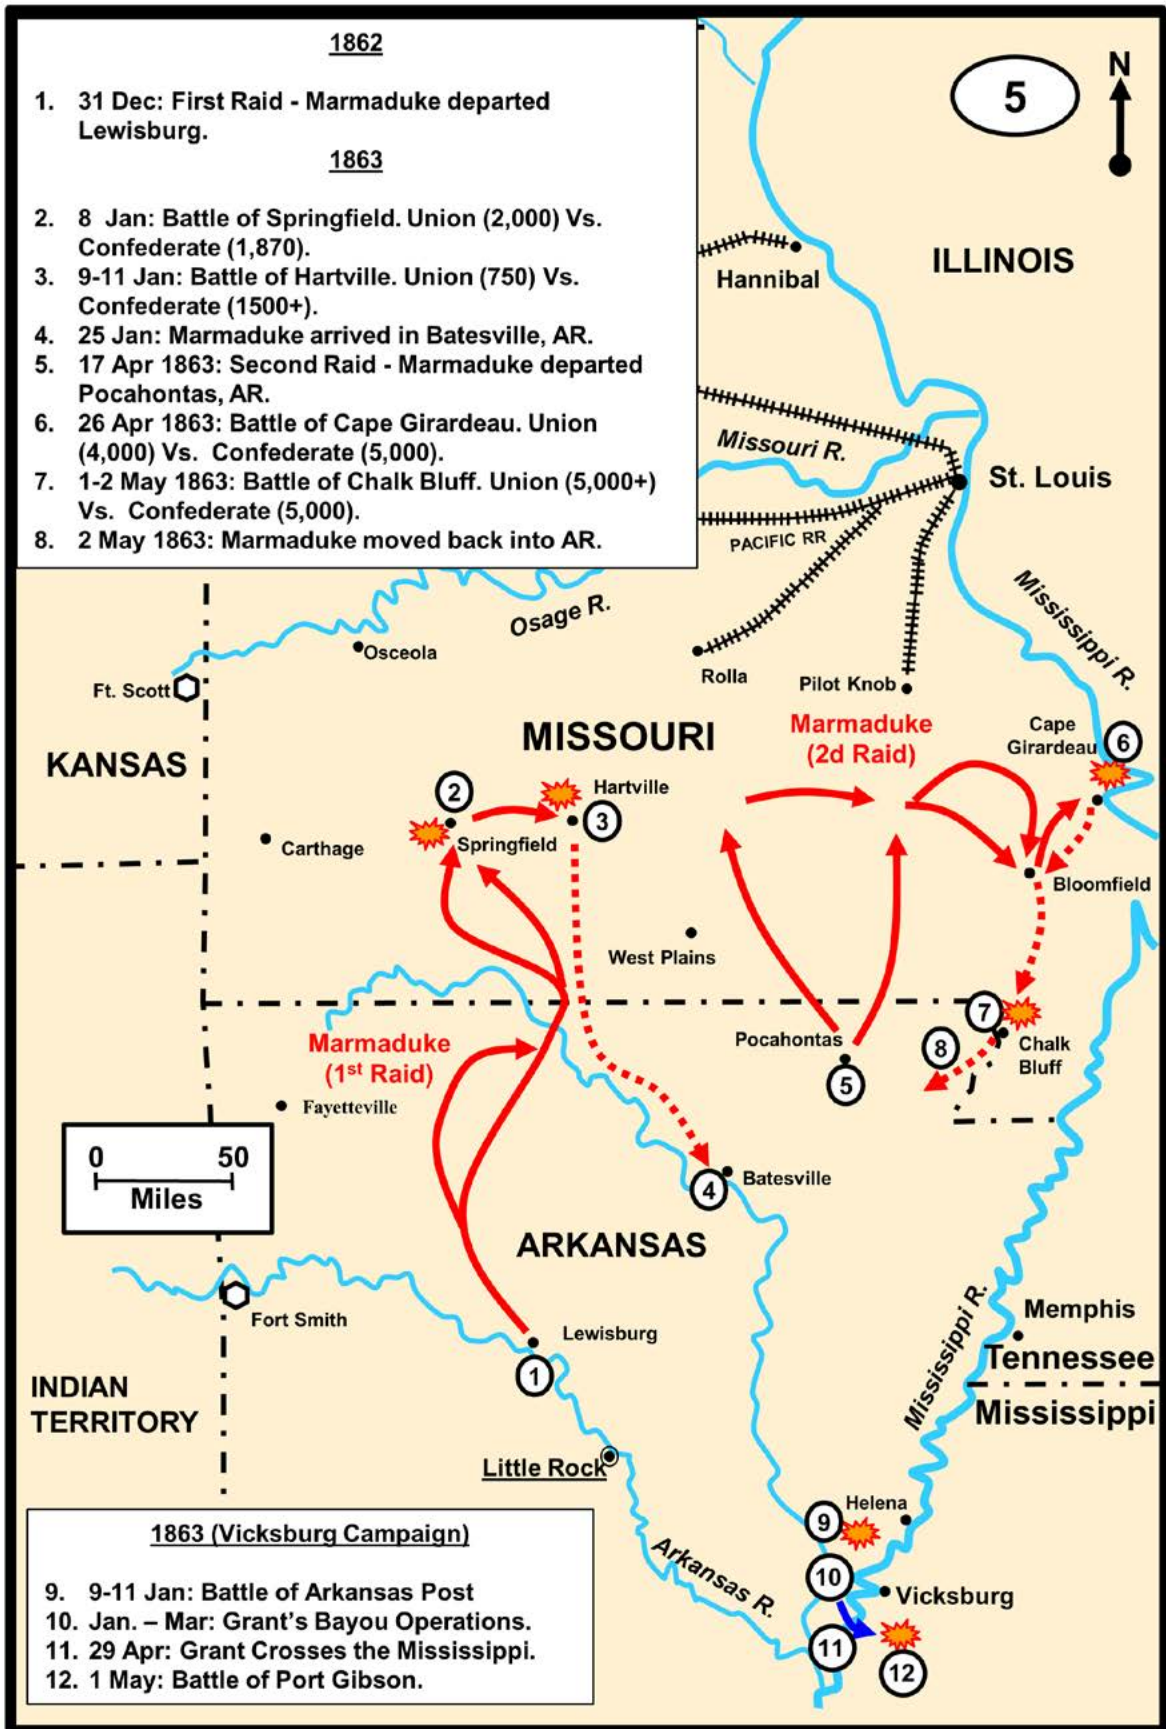 1862
1. 31 Dec: First Raid - Marmaduke departed
Lewisburg.
1863
2. 8 Jan: Battle of Springfield. Union (2,000) Vs.
Confederate (1,870).
3. 9-11 Jan: Battle of Hartville. Union (750) Vs.
Confederate (1500+).
4. 25 Jan: Marmaduke arrived in Batesville, AR.
5. 17 Apr 1863: Second Raid - Marmaduke departed
Pocahontas, AR.
6. 26 Apr 1863: Battle of Cape Girardeau. Union
(4,000) Vs. Confederate (5,000).
7. 1-2 May 1863: Battle of Chalk Bluff. Union (5,000+)
Vs. Confederate (5,000).
8. 2 May 1863: Marmaduke moved back into AR.
5
N
ILLINOIS
Hannibal
Missouri R.
St. Louis
PACIFIC RR
Mississippi R.
Osage R.
Osceola
Rolla
Ft. Scott
Pilot Knob
MISSOURI
Marmaduke
(2d Raid)
Cape
Girardeau
6
KANSAS
2
Hartville
3
Springfield
Carthage
Bloomfield
West Plains
7
Pocahontas
8
Chalk
Bluff
5
Marmaduke
(1st Raid)
Fayetteville
0 50
Miles
Batesville
4
ARKANSAS
Fort Smith
Lewisburg
1
Mississippi R.
Memphis
Tennessee
Mississippi
INDIAN
TERRITORY
Little Rock
Helena
9
Arkansas R.
10
Vicksburg
11
12
1863 (Vicksburg Campaign)
9. 9-11 Jan: Battle of Arkansas Post
10. Jan. – Mar: Grant's Bayou Operations.
11. 29 Apr: Grant Crosses the Mississippi.
12. 1 May: Battle of Port Gibson.